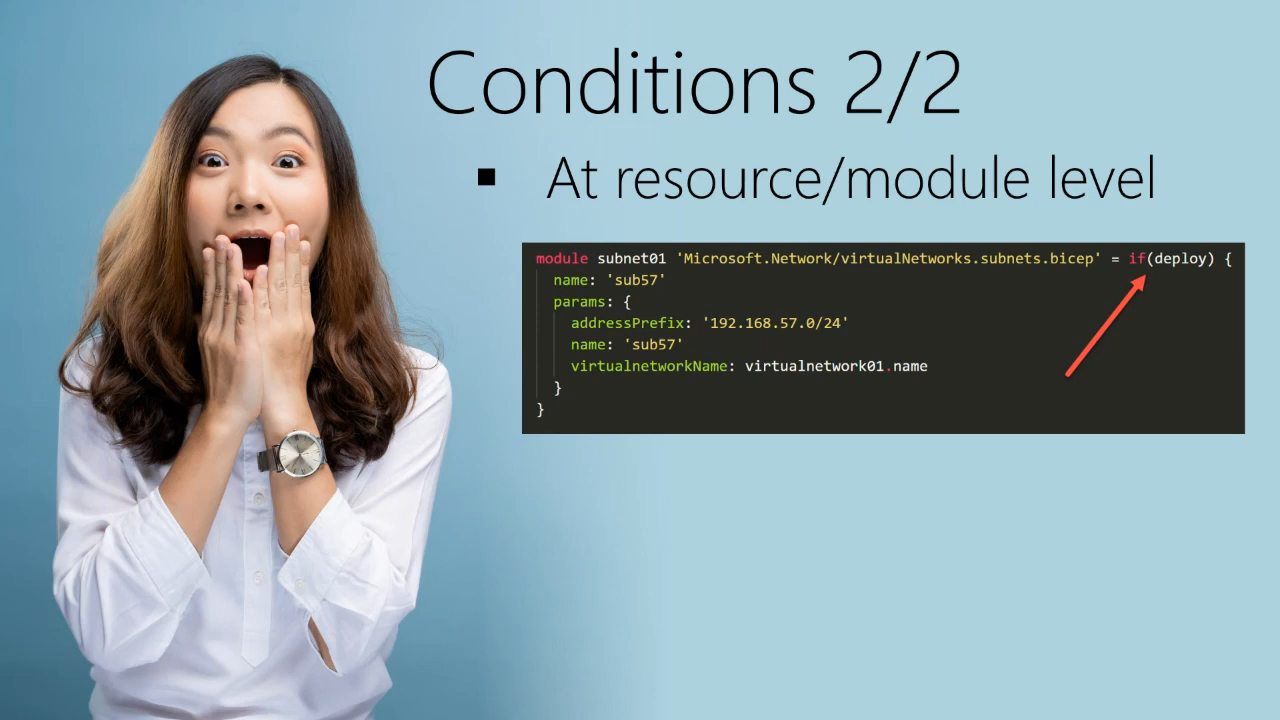 Conditions 2/2
▪ At resource/module level
module subnet01 'Microsoft.Network/virtualNetworks.subnets.bicep' = if(deploy) {
  name: 'sub57'
  params: {
    addressPrefix: '192.168.57.0/24'
    name: 'sub57'
    virtualnetworkName: virtualnetwork01.name
  }
}